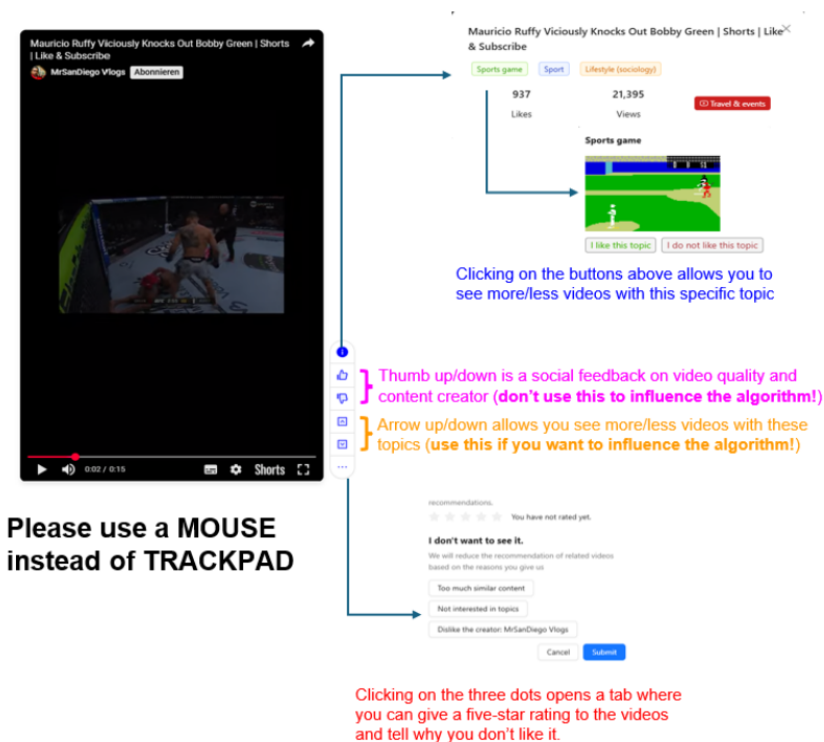 Mauricio Ruffy Viciously Knocks Out Bobby Green | Shorts
| Like & Subscribe
MrSanDiego Vlogs Abonnieren
0:02 / 0:15
Shorts
Please use a MOUSE
instead of TRACKPAD
Mauricio Ruffy Viciously Knocks Out Bobby Green | Shorts | Like
& Subscribe
Sports game Sport Lifestyle (sociology)
937 21,395
Likes Views
Travel & events
Sports game
I like this topic I do not like this topic
Clicking on the buttons above allows you to
see more/less videos with this specific topic
Thumb up/down is a social feedback on video quality and
content creator (don't use this to influence the algorithm!)
Arrow up/down allows you see more/less videos with these
topics (use this if you want to influence the algorithm!)
recommendations.
You have not rated yet.
I don't want to see it.
We will reduce the recommendation of related videos
based on the reasons you give us
Too much similar content
Not interested in topics
Dislike the creator: MrSanDiego Vlogs
Cancel Submit
Clicking on the three dots opens a tab where
you can give a five-star rating to the videos
and tell why you don't like it.